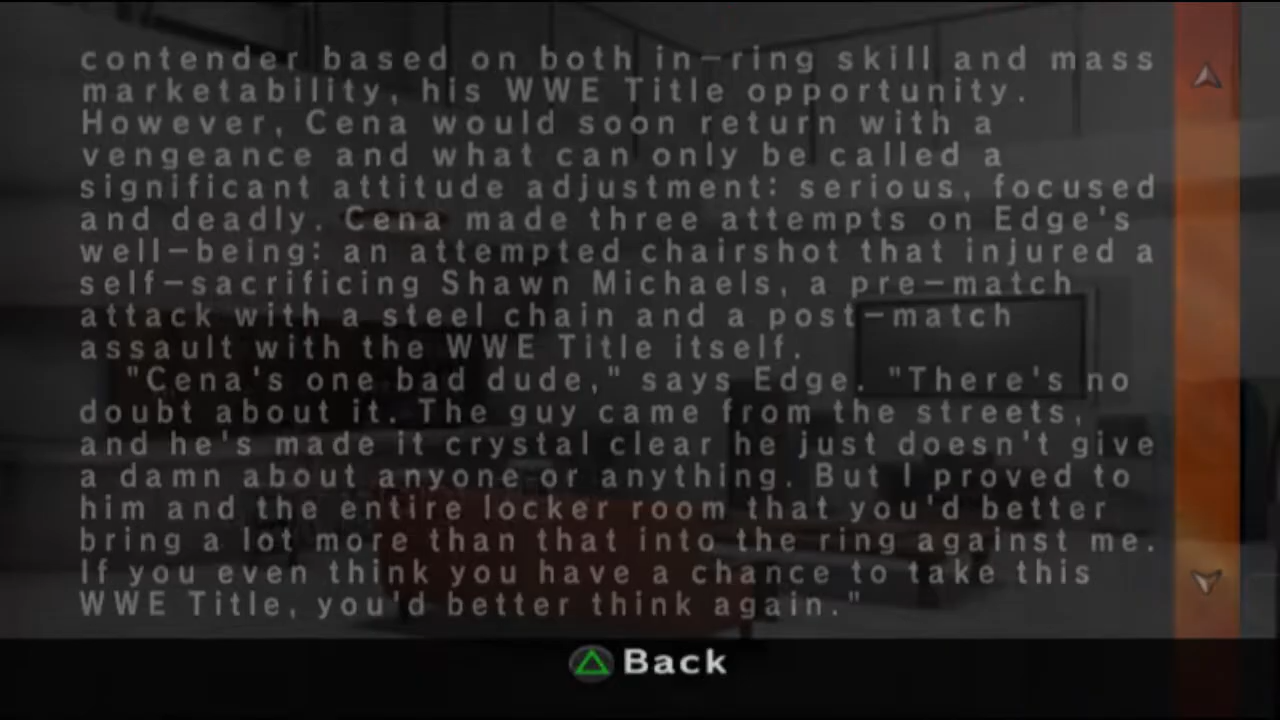 contender based on both in-ring skill and mass
marketability, his WWE Title opportunity.
However, Cena would soon return with a
vengeance and what can only be called a
significant attitude adjustment: serious, focused
and deadly. Cena made three attempts on Edge's
well-being: an attempted chairshot that injured a
self-sacrificing Shawn Michaels, a pre-match
attack with a steel chain and a post-match
assault with the WWE Title itself.
"Cena's one bad dude," says Edge. "There's no
doubt about it. The guy came from the streets,
and he's made it crystal clear he just doesn't give
a damn about anyone or anything. But I proved to
him and the entire locker room that you'd better
bring a lot more than that into the ring against me.
If you even think you have a chance to take this
WWE Title, you'd better think again."
Back